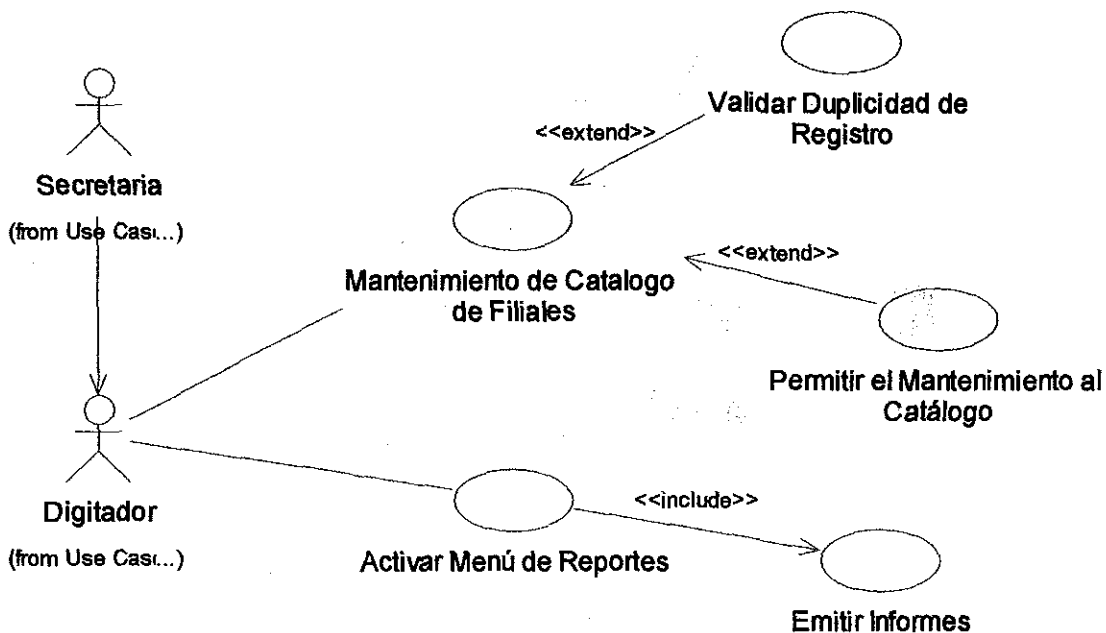 Validar Duplicidad de
Registro
<<extend>>
Secretaria
(from Use Cas...)
<<extend>>
Mantenimiento de Catalogo
de Filiales
Permitir el Mantenimiento al
Catálogo
<<include>>
Digitador
(from Use Cas...)
Activar Menú de Reportes
Emitir Informes